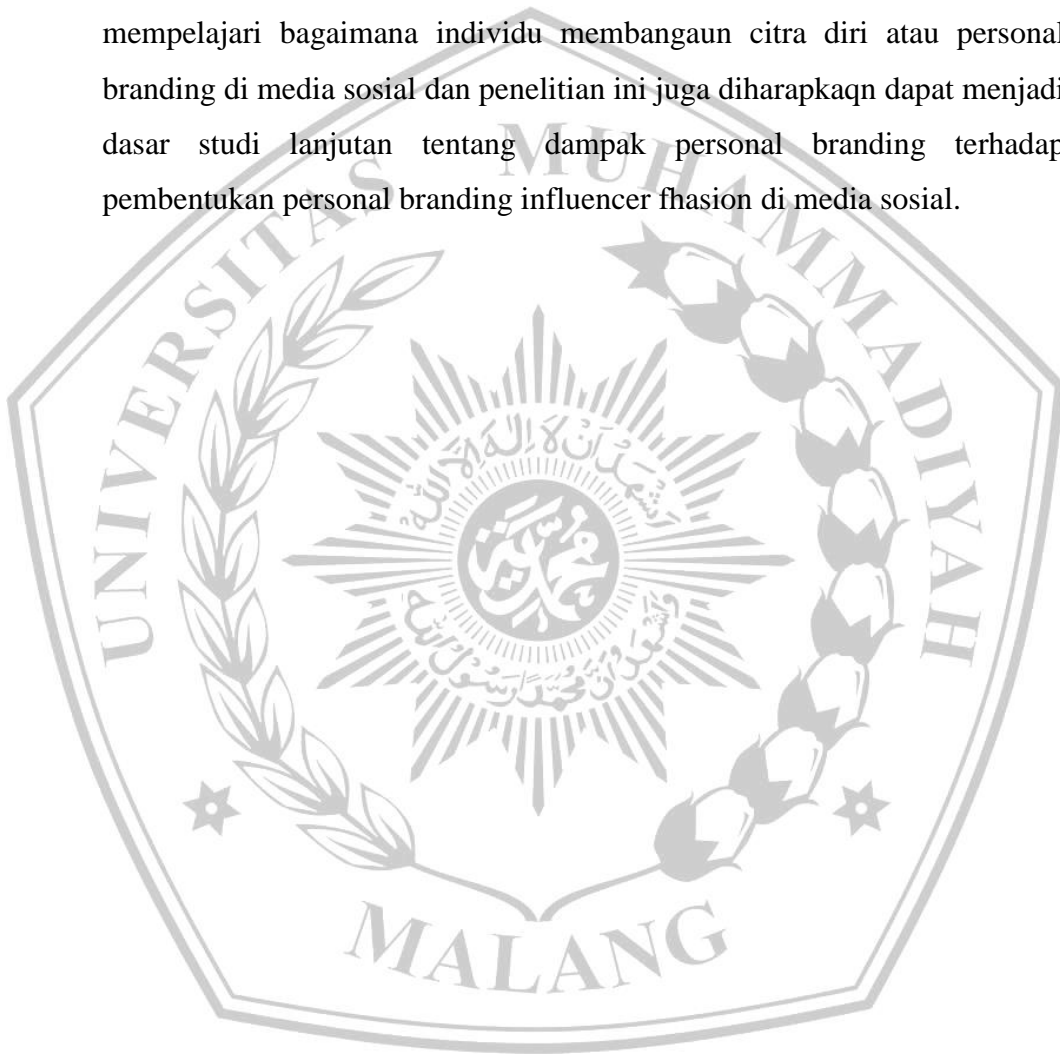 mempelajari bagaimana individu membangaun citra diri atau personal
branding di media sosial dan penelitian ini juga diharapkaqn dapat menjadi
dasar studi lanjutan tentang dampak personal branding terhadap
pembentukan personal branding influencer fhasion di media sosial.
UNIVERSITAS MUHAMMADIYAH
MALANG